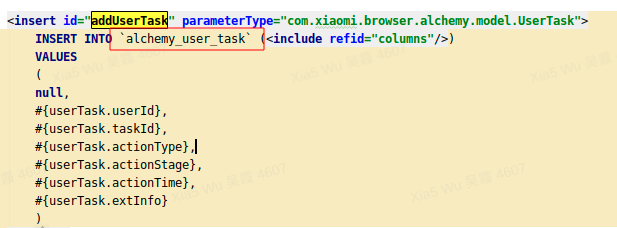 <insert id="addUserTask" parameterType="com.xiaomi.browser.alchemy.model.UserTask">
INSERT INTO `alchemy_user_task` (<include refid="columns"/>)
VALUES
(
null,
#{userTask.userId},
#{userTask.taskId},
#{userTask.actionType},
#{userTask.actionStage},
#{userTask.actionTime},
#{userTask.extInfo}
)